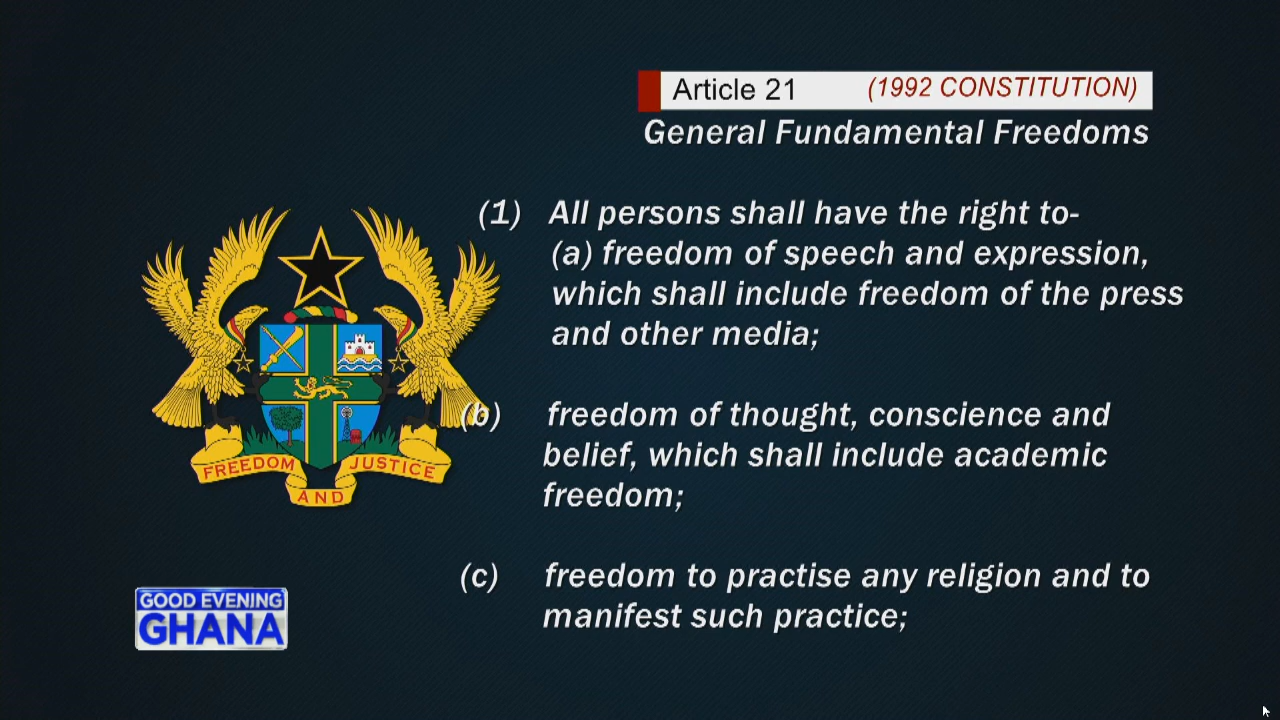 Article 21 (1992 CONSTITUTION)
General Fundamental Freedoms
(1) All persons shall have the right to-
(a) freedom of speech and expression,
which shall include freedom of the press
and other media;
(b) freedom of thought, conscience and
belief, which shall include academic
freedom;
(c) freedom to practise any religion and to
manifest such practice;
FREEDOM
AND
JUSTICE
GOOD EVENING
GHANA